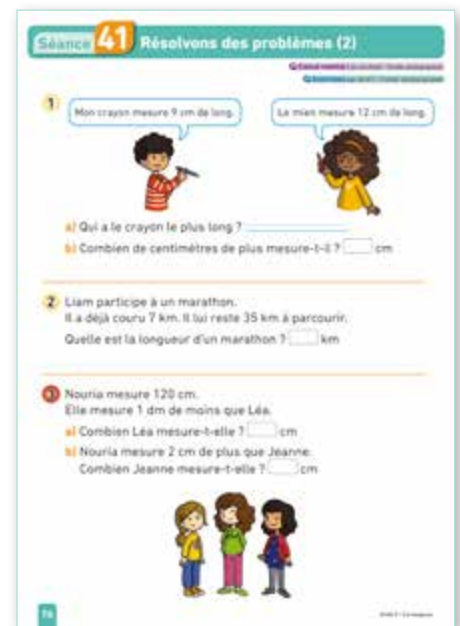 Séance 41 Résolvons des problèmes (2)
1
Mon crayon mesure 9 cm de long.
Le mien mesure 12 cm de long.
a) Qui a le crayon le plus long ?
b) Combien de centimètres de plus mesure-t-il ? cm
2 Liam participe à un marathon.
Il a déjà couru 7 km. Il lui reste 35 km à parcourir.
Quelle est la longueur d'un marathon ? km
3 Nouria mesure 120 cm.
Elle mesure 1 dm de moins que Léa.
a) Combien Léa mesure-t-elle ? cm
b) Nouria mesure 2 cm de plus que Jeanne.
Combien Jeanne mesure-t-elle ? cm
76